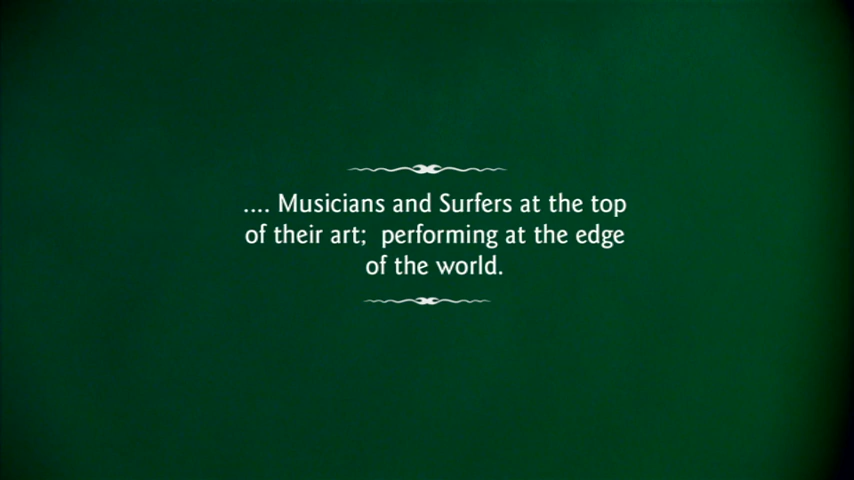 .... Musicians and Surfers at the top
of their art;  performing at the edge
of the world.